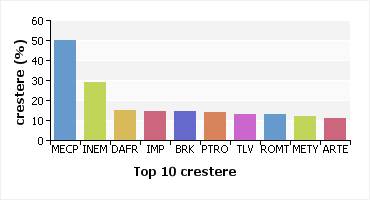 crestere (%)
60
50
40
30
20
10
0
MECP INEM DAFR IMP BRK PTRO TLV ROMT METY ARTE
Top 10 crestere